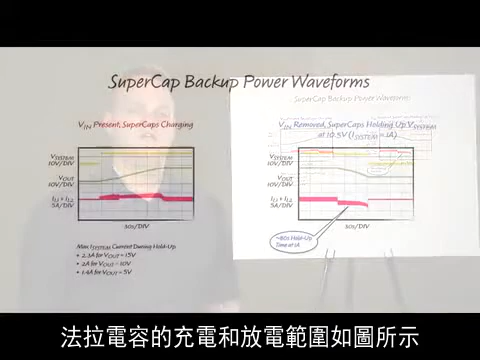 SuperCap Backup Power Waveforms
SuperCap Backup Power Waveforms
VIN Present, SuperCaps Charging
VIN Removed, SuperCaps Holding Up VSYSTEM
at 10.5V (ISYSTEM = 1A)
VSYSTEM
10V/DIV
VOUT
10V/DIV
IL1 + IL2
5A/DIV
30s/DIV
VSYSTEM
10V/DIV
VOUT
10V/DIV
IL1 + IL2
5A/DIV
30s/DIV
~80s Hold-Up
Time at 1A
Max ISYSTEM Current During Hold-Up
• 2.3A for VOUT = 15V
• 2A for VOUT = 10V
• 1.4A for VOUT = 5V
法拉電容的充電和放電範圍如圖所示